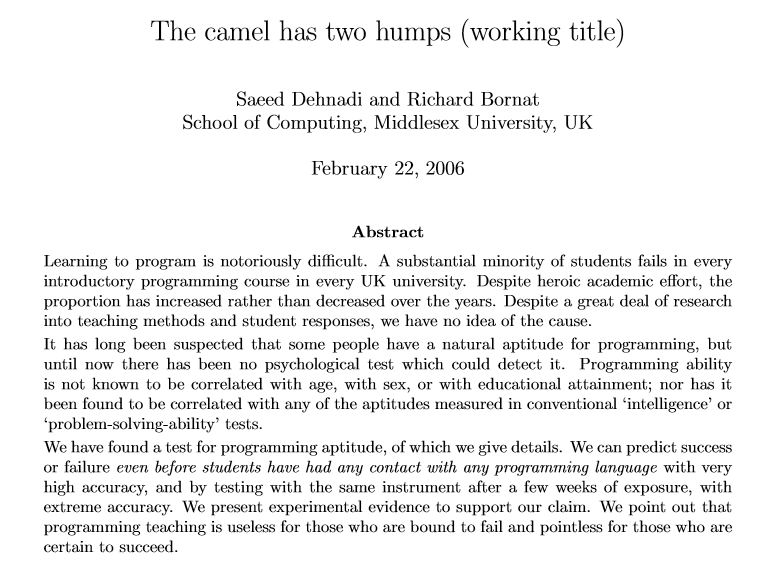 The camel has two humps (working title)
Saeed Dehnadi and Richard Bornat
School of Computing, Middlesex University, UK
February 22, 2006
Abstract
Learning to program is notoriously difficult. A substantial minority of students fails in every
introductory programming course in every UK university. Despite heroic academic effort, the
proportion has increased rather than decreased over the years. Despite a great deal of research
into teaching methods and student responses, we have no idea of the cause.
It has long been suspected that some people have a natural aptitude for programming, but
until now there has been no psychological test which could detect it. Programming ability
is not known to be correlated with age, with sex, or with educational attainment; nor has it
been found to be correlated with any of the aptitudes measured in conventional ‘intelligence’ or
‘problem-solving-ability’ tests.
We have found a test for programming aptitude, of which we give details. We can predict success
or failure even before students have had any contact with any programming language with very
high accuracy, and by testing with the same instrument after a few weeks of exposure, with
extreme accuracy. We present experimental evidence to support our claim. We point out that
programming teaching is useless for those who are bound to fail and pointless for those who are
certain to succeed.